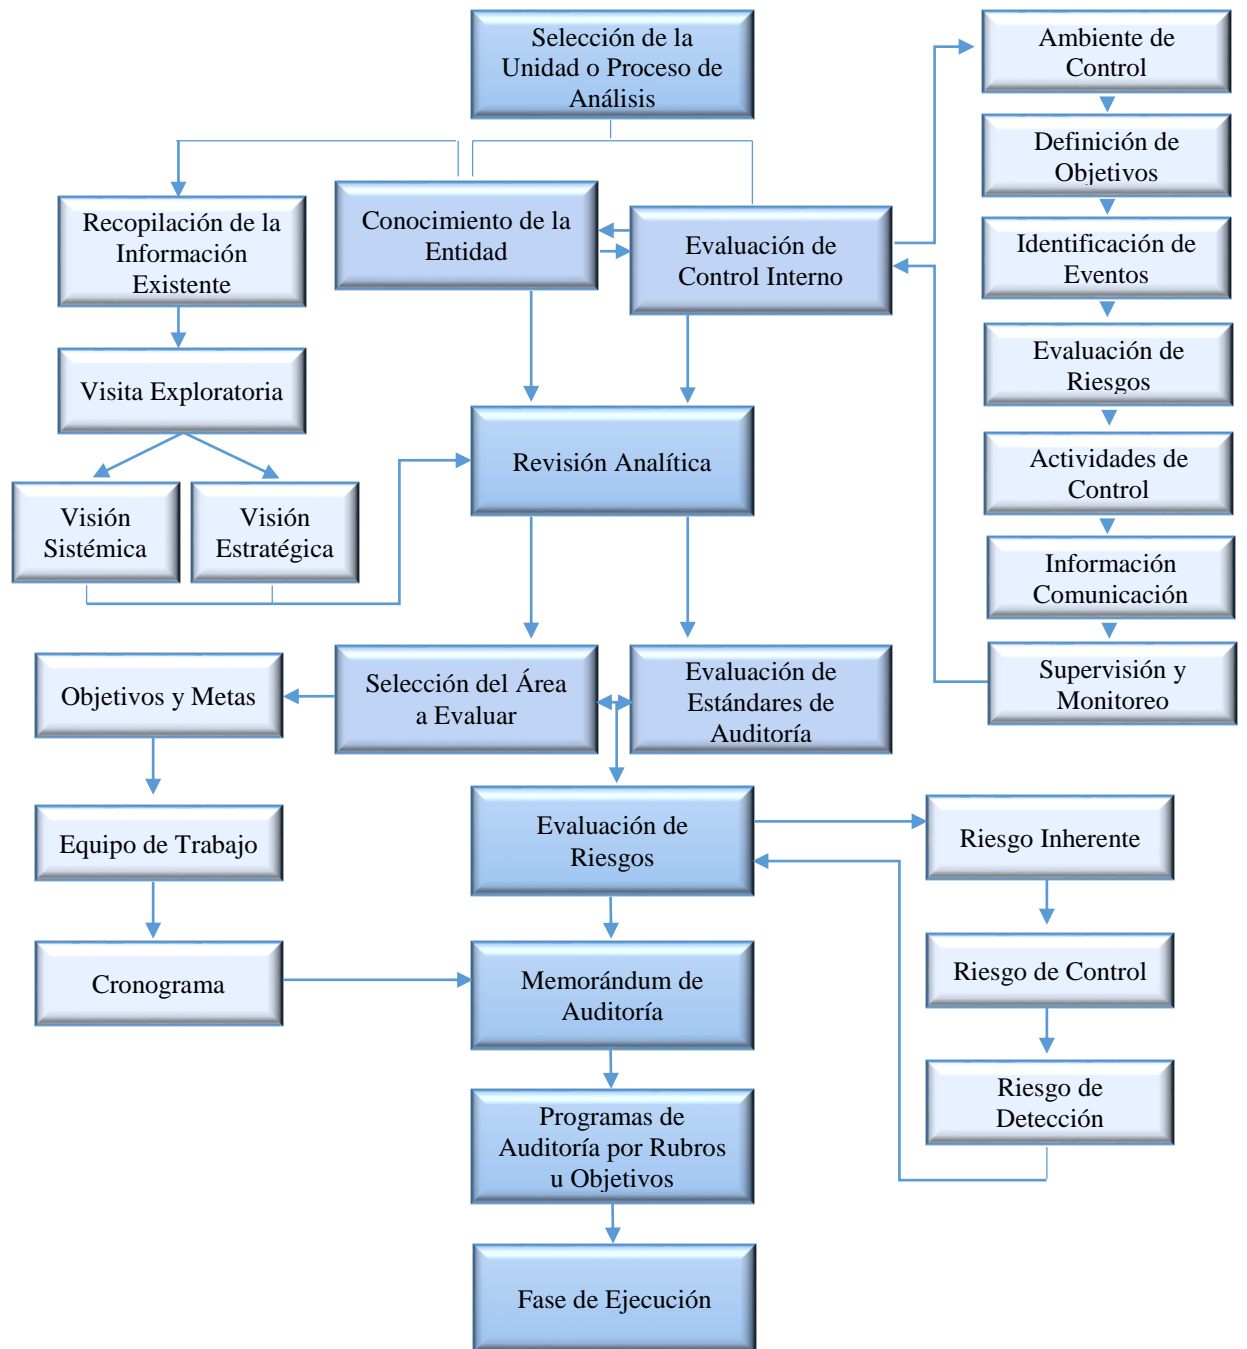 Selección de la
Unidad o Proceso de
Análisis
Ambiente de
Control
Definición de
Objetivos
Recopilación de la
Información
Existente
Conocimiento de la
Entidad
Evaluación de
Control Interno
Identificación de
Eventos
Evaluación de
Riesgos
Visita Exploratoria
Revisión Analítica
Actividades de
Control
Visión
Sistémica
Visión
Estratégica
Información
Comunicación
Objetivos y Metas
Selección del Área
a Evaluar
Evaluación de
Estándares de
Auditoría
Supervisión y
Monitoreo
Equipo de Trabajo
Evaluación de
Riesgos
Riesgo Inherente
Cronograma
Memorándum de
Auditoría
Riesgo de Control
Programas de
Auditoría por Rubros
u Objetivos
Riesgo de
Detección
Fase de Ejecución